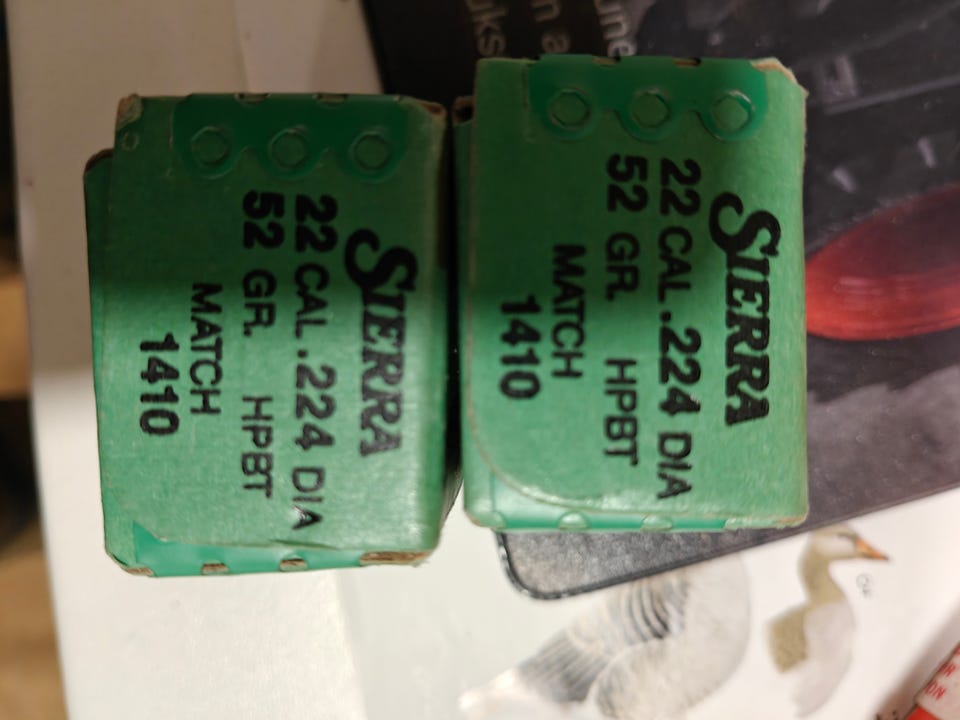 SIERRA
22 CAL .224 DIA
52 GR. HPBT
MATCH
1410
SIERRA
22 CAL .224 DIA
52 GR. HPBT
MATCH
1410